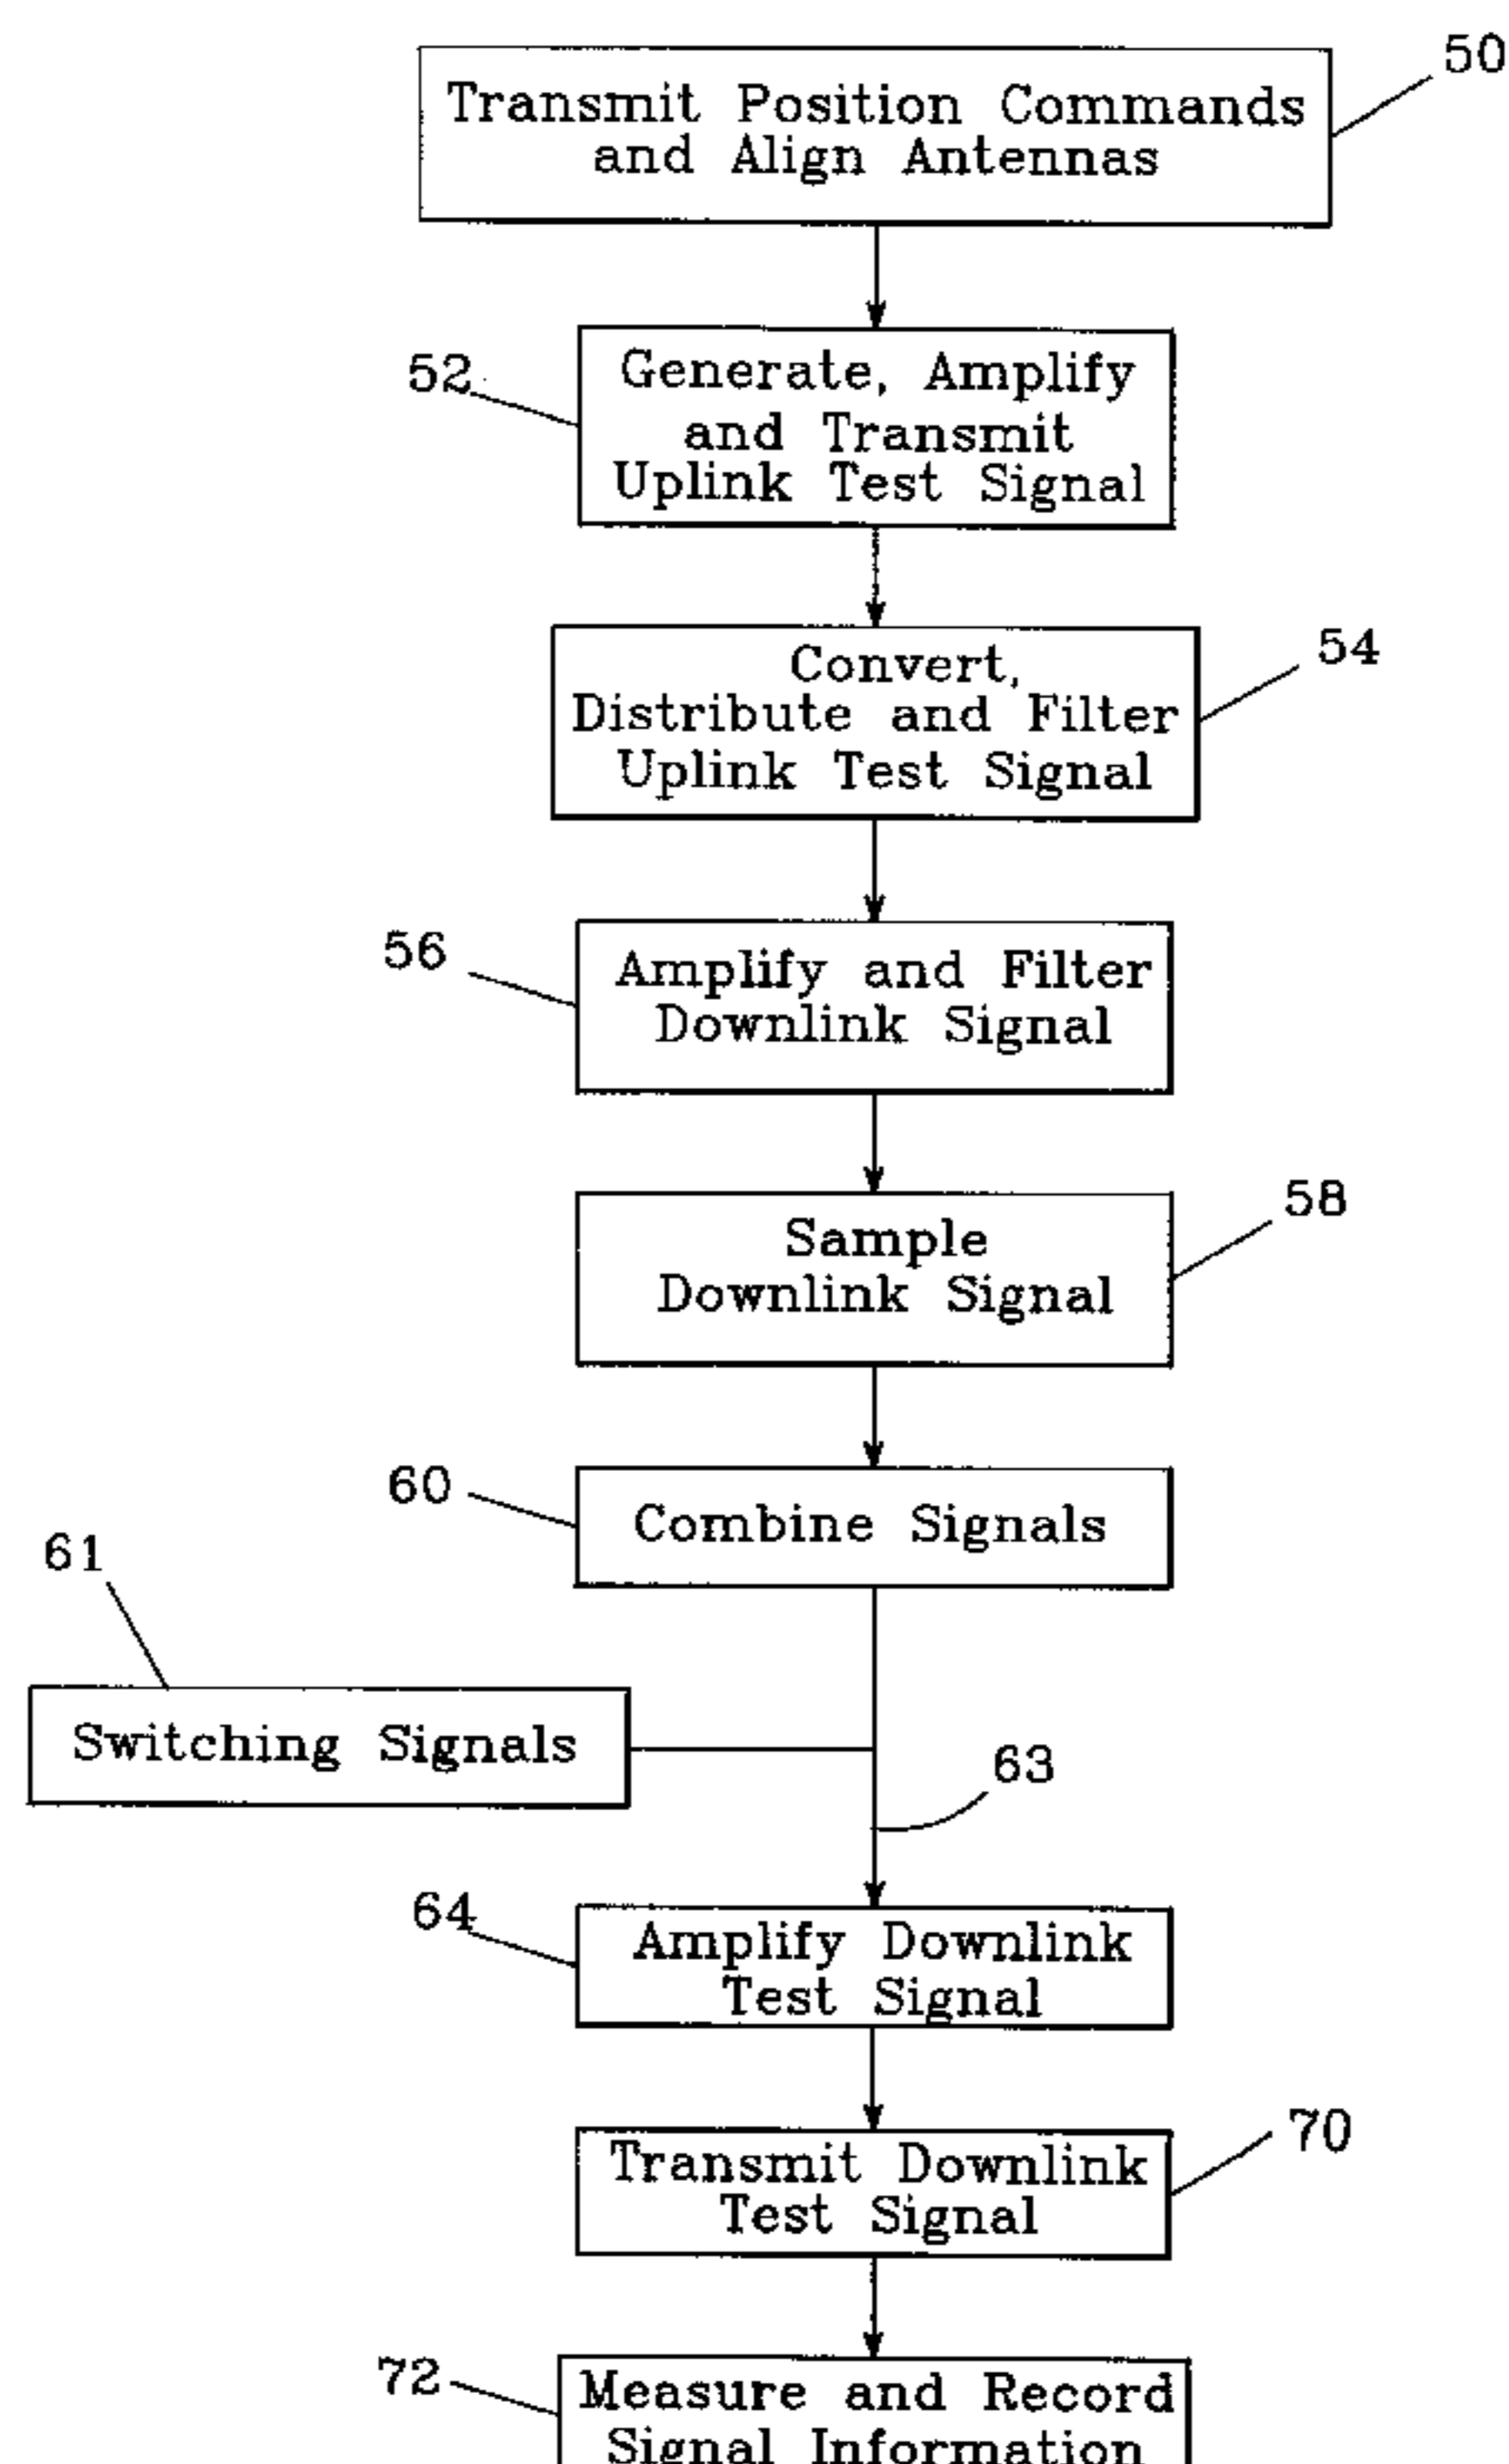 50
Transmit Position Commands
and Align Antennas
52
Generate, Amplify
and Transmit
Uplink Test Signal
54
Convert,
Distribute and Filter
Uplink Test Signal
56
Amplify and Filter
Downlink Signal
58
Sample
Downlink Signal
60
Combine Signals
61
Switching Signals
63
64
Amplify Downlink
Test Signal
70
Transmit Downlink
Test Signal
72
Measure and Record
Signal Information